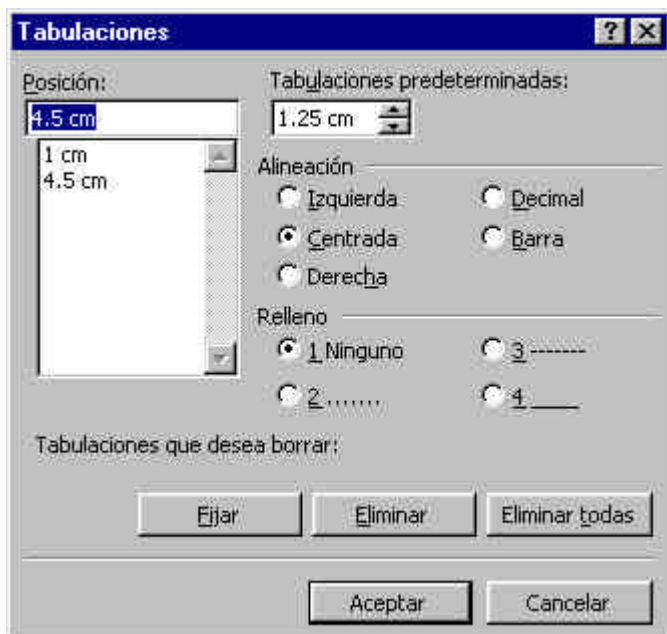 Tabulaciones
Posición:
4.5 cm
1 cm
4.5 cm
Tabulaciones predeterminadas:
1.25 cm
Alineación
Izquierda
Decimal
Centrada
Barra
Derecha
Relleno
1 Ninguno
3 -------
2 .......
4 ____
Tabulaciones que desea borrar:
Fijar
Eliminar
Eliminar todas
Aceptar
Cancelar